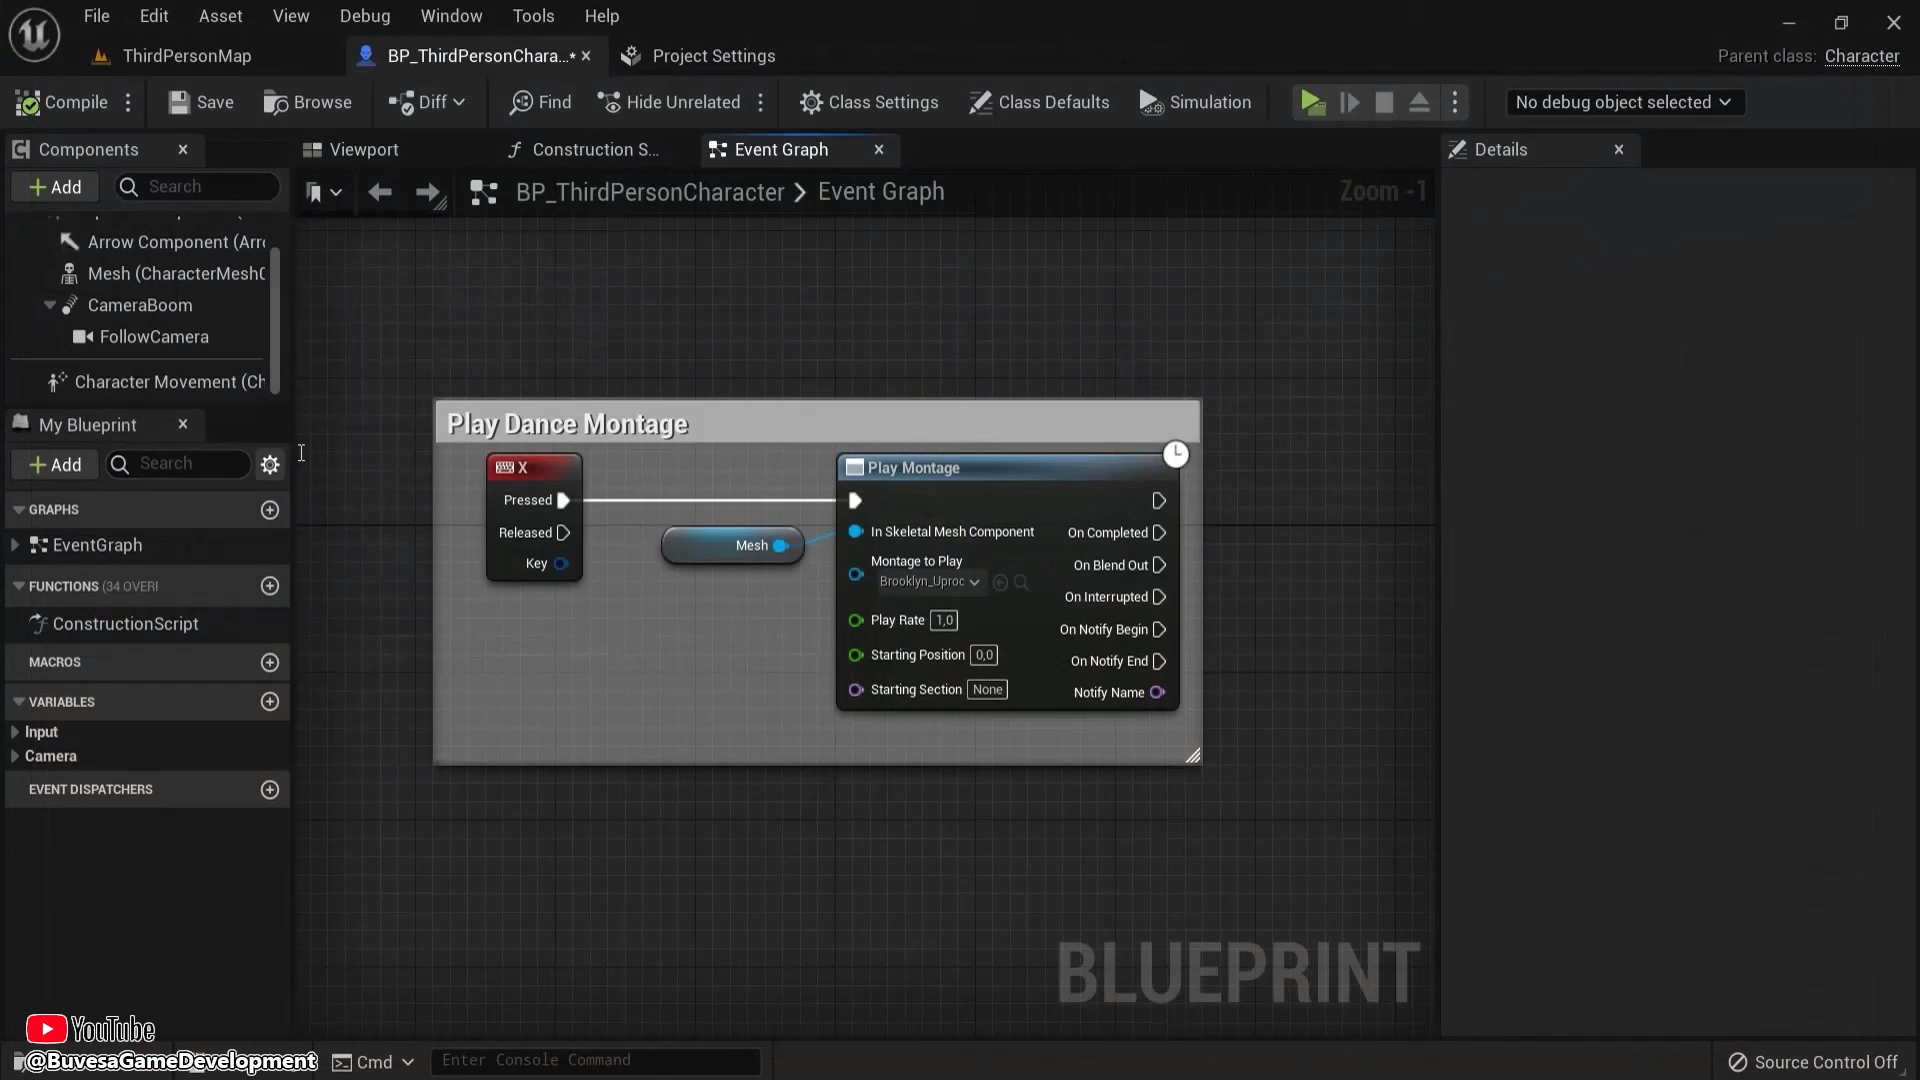 File Edit Asset View Debug Window Tools Help
ThirdPersonMap BP_ThirdPersonChara...* Project Settings Parent class: Character
Compile Save Browse Diff Find Hide Unrelated Class Settings Class Defaults Simulation No debug object selected
Components Viewport Construction S... Event Graph Details
Add Search BP_ThirdPersonCharacter Event Graph Zoom -1
Arrow Component (Arr
Mesh (CharacterMesh
CameraBoom
FollowCamera
Character Movement (Ch
My Blueprint
Add Search
GRAPHS
EventGraph
FUNCTIONS (34 OVERI
ConstructionScript
MACROS
VARIABLES
Input
Camera
EVENT DISPATCHERS
Play Dance Montage
X
Pressed
Released
Key
Mesh
Play Montage
In Skeletal Mesh Component
Montage to Play
Brooklyn_Uproc
Play Rate 1,0
Starting Position 0,0
Starting Section None
On Completed
On Blend Out
On Interrupted
On Notify Begin
On Notify End
Notify Name
BLUEPRINT
YouTube
@BuvesaGameDevelopment
Cmd Enter Console Command Source Control Off